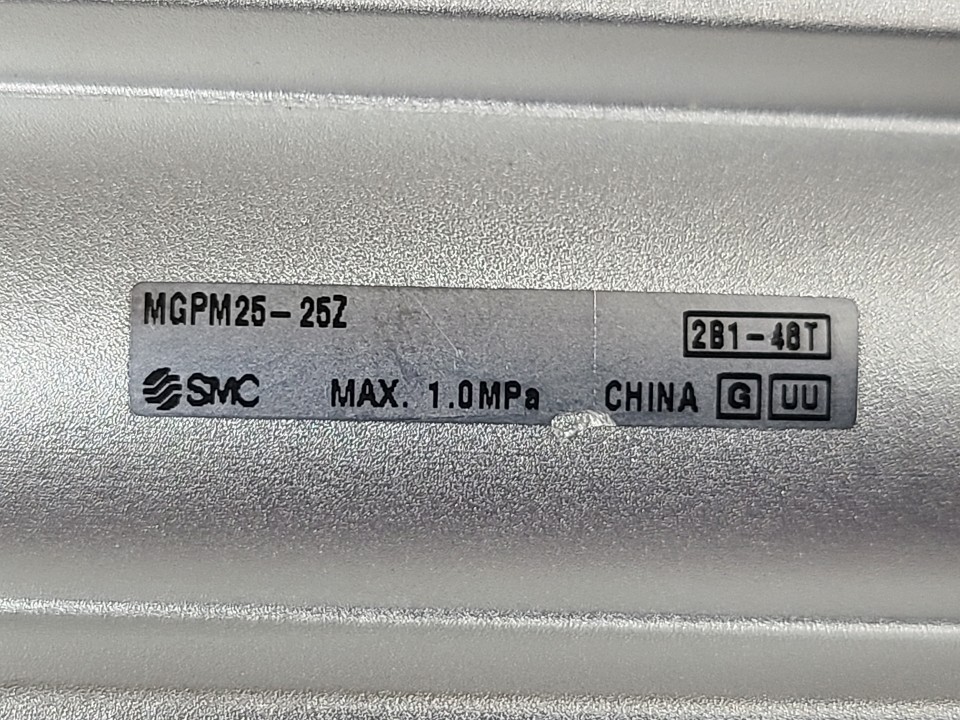 MGPM25-25Z
2B1-48T
SMC MAX. 1.0MPa CHINA G UU